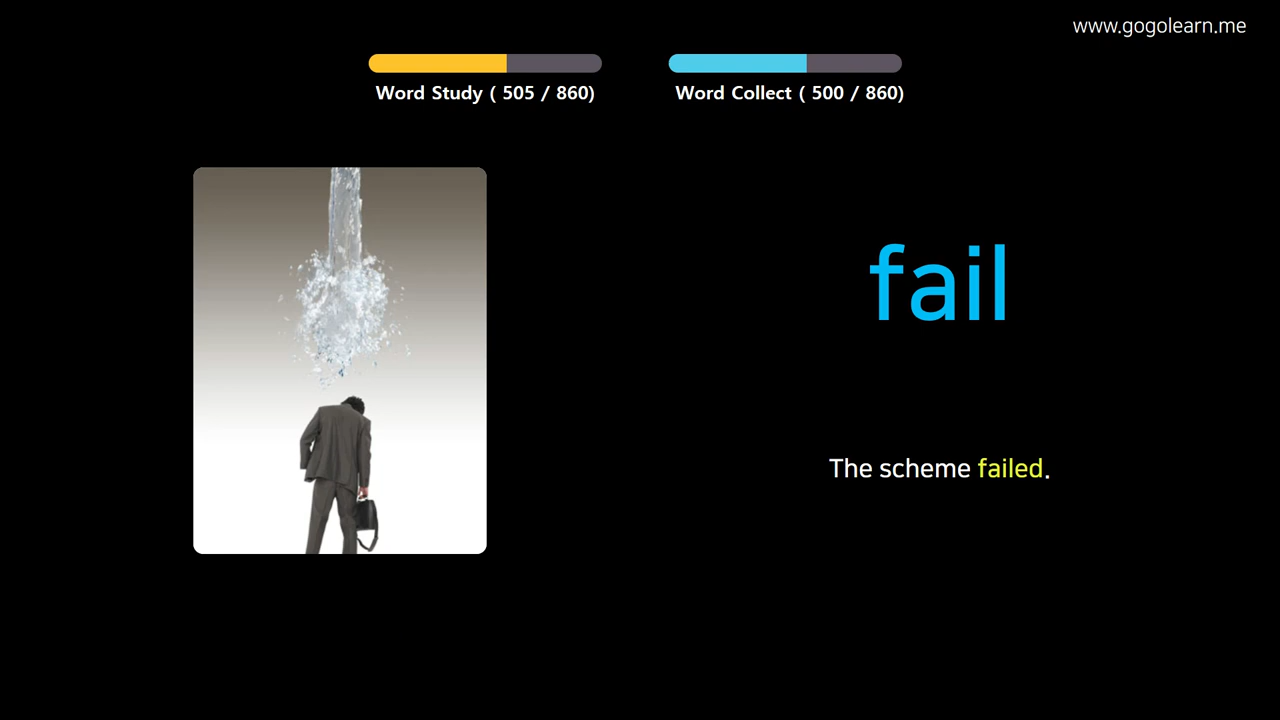 www.gogolearn.me
Word Study ( 505 / 860)
Word Collect ( 500 / 860)
fail
The scheme failed.